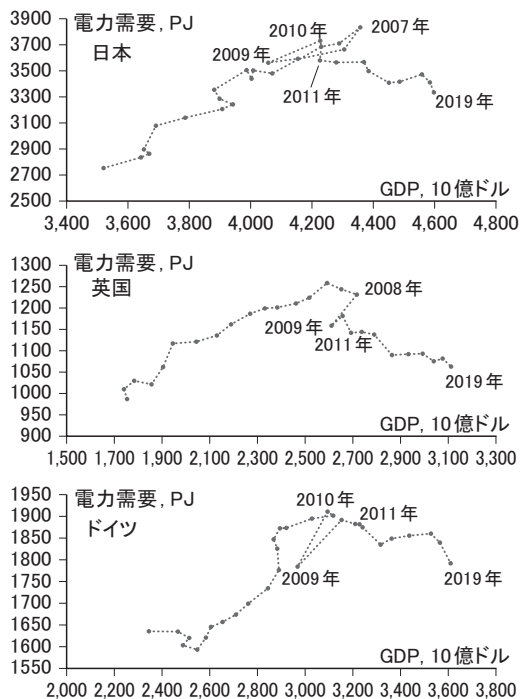 電力需要, PJ
日本
3900
3700
3500
3300
3100
2900
2700
2500
2010年
2007年
2009年
2011年
2019年
GDP, 10億ドル
3,400 3,600 3,800 4,000 4,200 4,400 4,600 4,800
電力需要, PJ
英国
1300
1250
1200
1150
1100
1050
1000
950
900
2008年
2009年
2011年
2019年
GDP, 10億ドル
1,500 1,700 1,900 2,100 2,300 2,500 2,700 2,900 3,100 3,300
電力需要, PJ
ドイツ
1950
1900
1850
1800
1750
1700
1650
1600
1550
2010年
2011年
2009年
2019年
GDP, 10億ドル
2,000 2,200 2,400 2,600 2,800 3,000 3,200 3,400 3,600 3,800